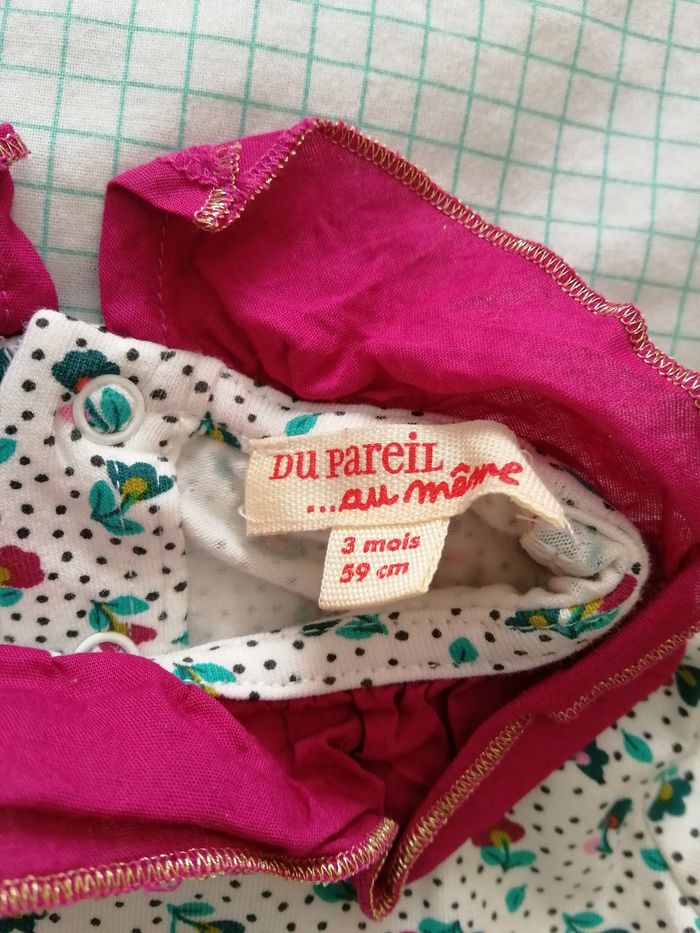 DU PAREIL
...au même
3 mois
59 cm